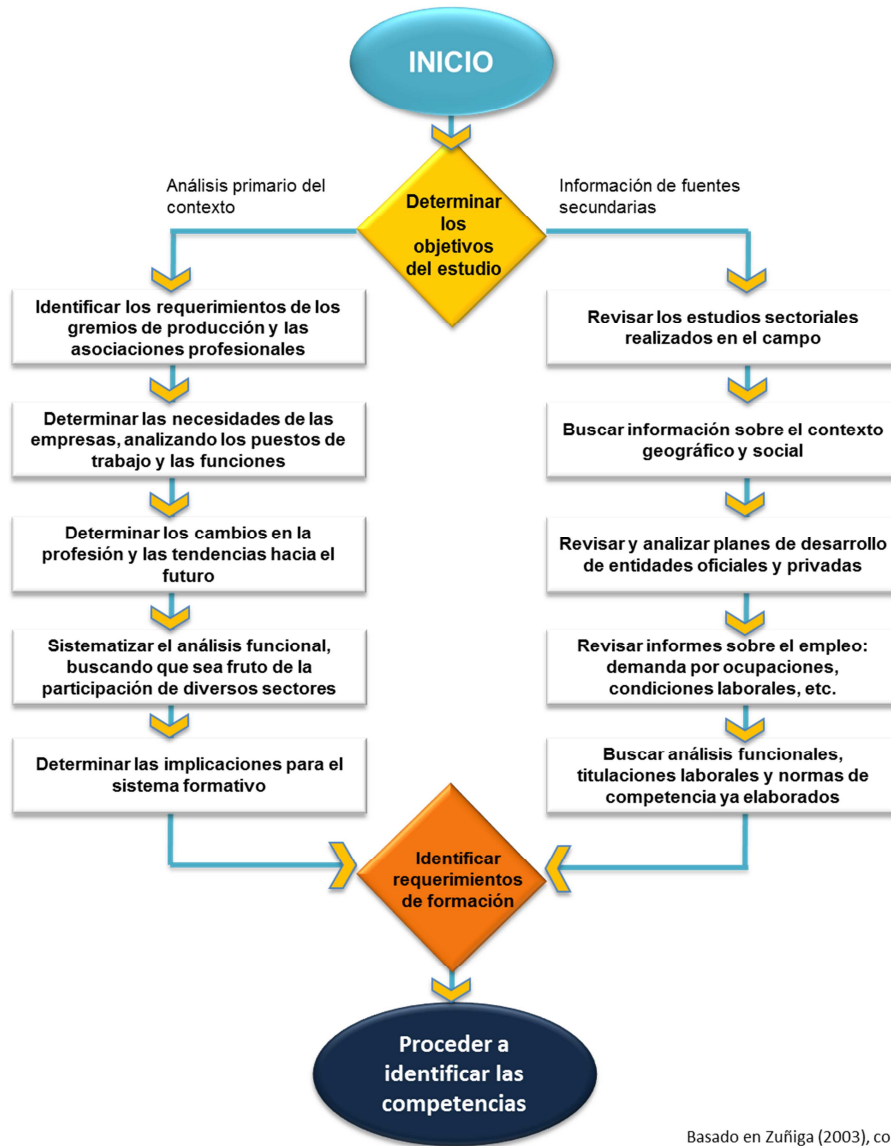 INICIO
Análisis primario del
contexto
Información de fuentes
secundarias
Determinar
los
objetivos
del estudio
Identificar los requerimientos de los
gremios de producción y las
asociaciones profesionales
Determinar las necesidades de las
empresas, analizando los puestos de
trabajo y las funciones
Determinar los cambios en la
profesión y las tendencias hacia el
futuro
Sistematizar el análisis funcional,
buscando que sea fruto de la
participación de diversos sectores
Determinar las implicaciones para el
sistema formativo
Revisar los estudios sectoriales
realizados en el campo
Buscar información sobre el contexto
geográfico y social
Revisar y analizar planes de desarrollo
de entidades oficiales y privadas
Revisar informes sobre el empleo:
demanda por ocupaciones,
condiciones laborales, etc.
Buscar análisis funcionales,
titulaciones laborales y normas de
competencia ya elaborados
Identificar
requerimientos
de formación
Proceder a
identificar las
competencias
Basado en Zuñiga (2003), co